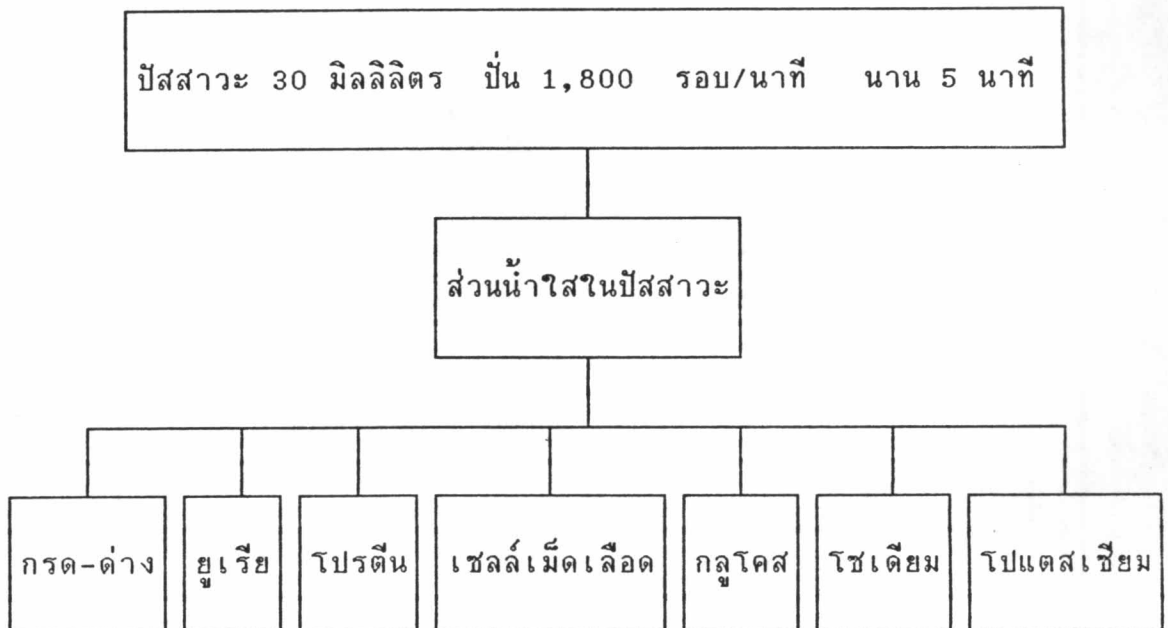 ปัสสาวะ 30 มิลลิลิตร ปั่น 1,800 รอบ/นาที นาน 5 นาที
ส่วนน้ำใสในปัสสาวะ
กรด-ด่าง ยูเรีย โปรตีน เซลล์เม็ดเลือด กลูโคส โซเดียม โปแตสเซียม